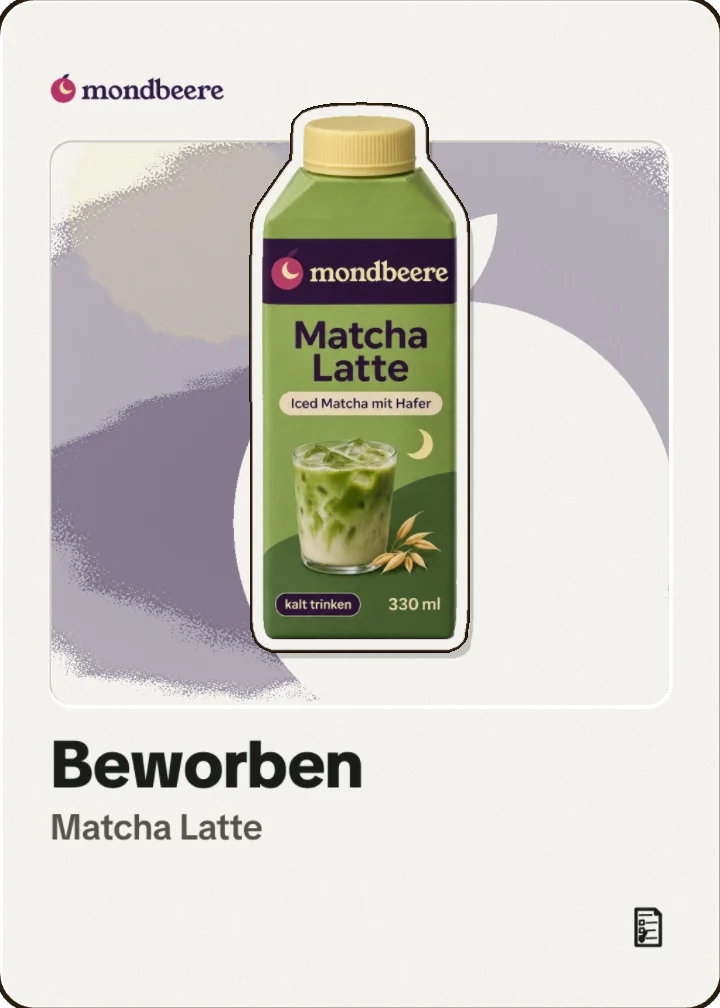 mondbeere
mondbeere
Matcha
Latte
Iced Matcha mit Hafer
kalt trinken
330 ml
Beworben
Matcha Latte